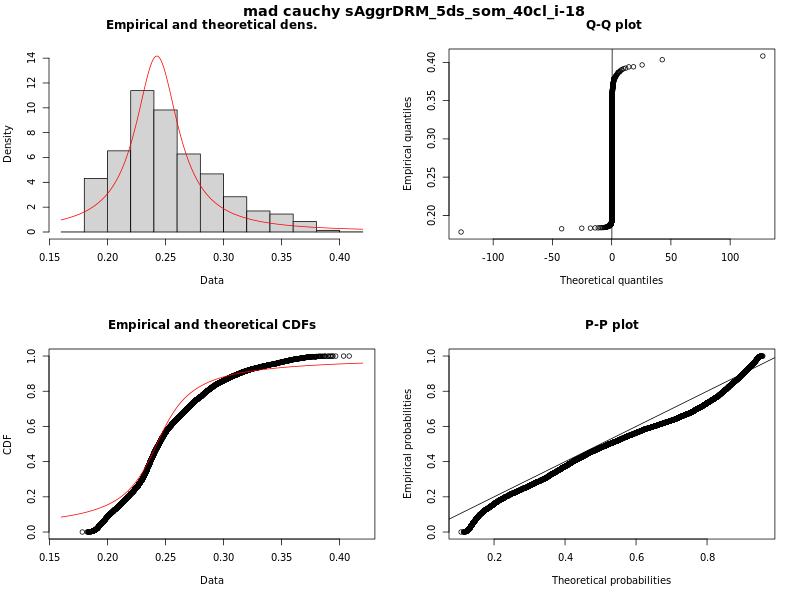 mad cauchy sAggrDRM_5ds_som_40cl_i-18
Empirical and theoretical dens.
Density
0 2 4 6 8 10 12 14
0.15 0.20 0.25 0.30 0.35 0.40
Data
Q-Q plot
Empirical quantiles
0.20 0.25 0.30 0.35 0.40
-100 -50 0 50 100
Theoretical quantiles
Empirical and theoretical CDFs
CDF
0.0 0.2 0.4 0.6 0.8 1.0
0.15 0.20 0.25 0.30 0.35 0.40
Data
P-P plot
Empirical probabilities
0.0 0.2 0.4 0.6 0.8 1.0
0.2 0.4 0.6 0.8
Theoretical probabilities